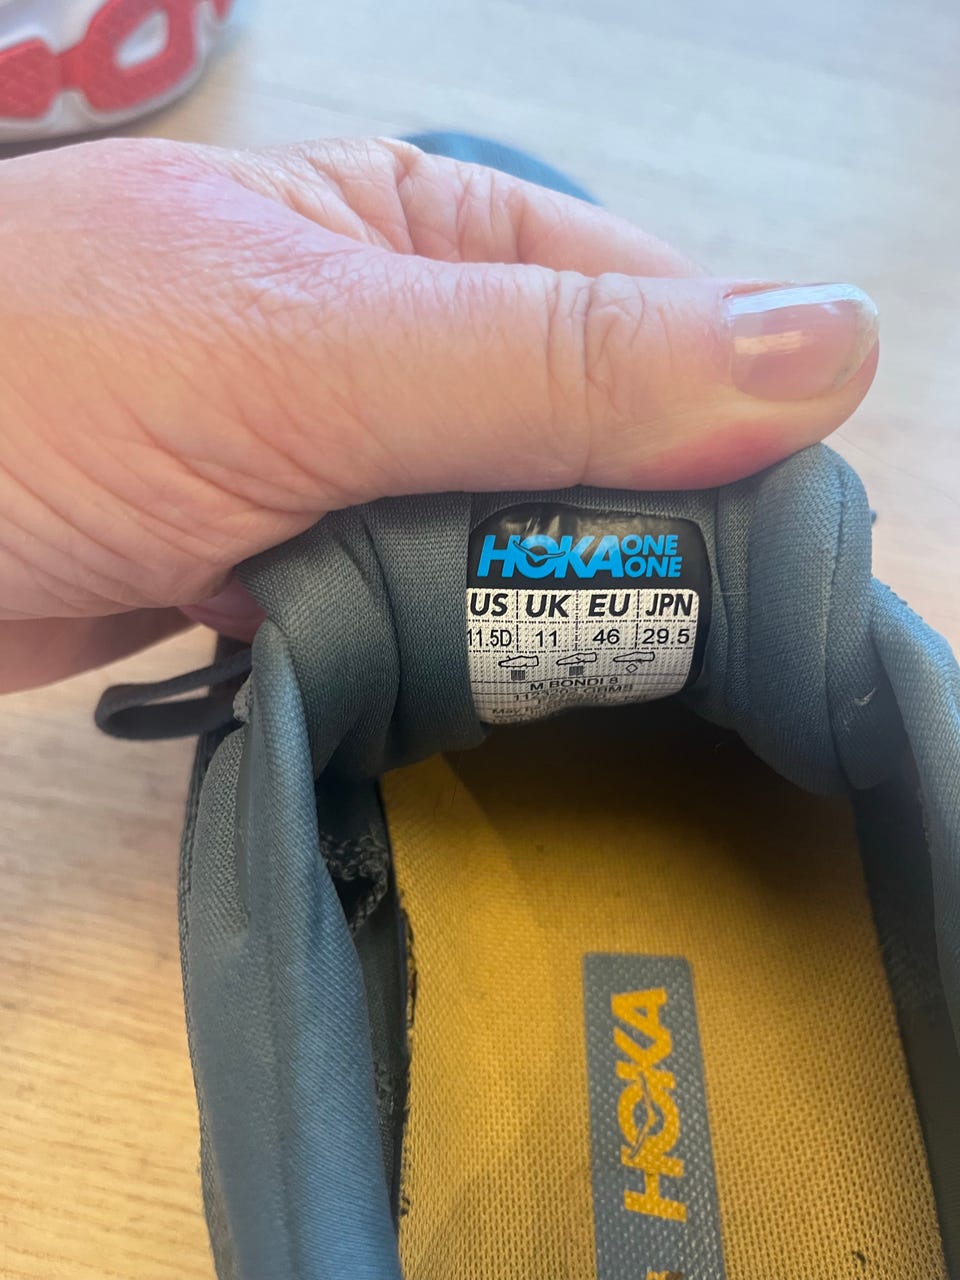 HOKA ONE ONE
US UK EU JPN
11.5D 11 46 29.5
M BONDI 8
HOKA